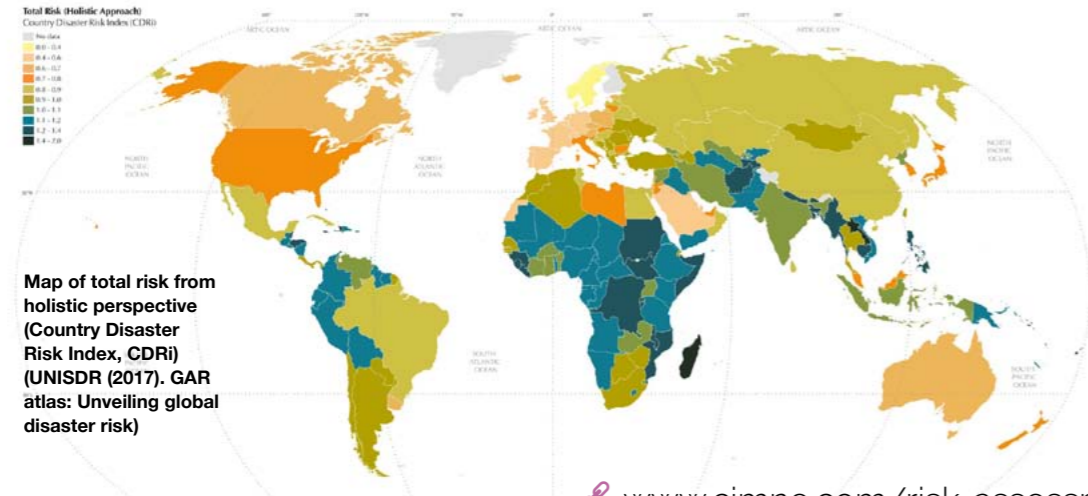 Total Risk (Holistic Approach)
Country Disaster Risk Index (CDRi)
No data
0.0 - 0.4
0.4 - 0.6
0.6 - 0.7
0.7 - 0.8
0.8 - 0.9
0.9 - 1.0
1.0 - 1.1
1.1 - 1.2
1.2 - 1.4
1.4 - 2.0
NORTH
PACIFIC
OCEAN
NORTH
ATLANTIC
OCEAN
NORTH
PACIFIC
OCEAN
SOUTH
ATLANTIC
OCEAN
SOUTH
PACIFIC
OCEAN
Map of total risk from
holistic perspective
(Country Disaster
Risk Index, CDRi)
(UNISDR (2017). GAR
atlas: Unveiling global
disaster risk)